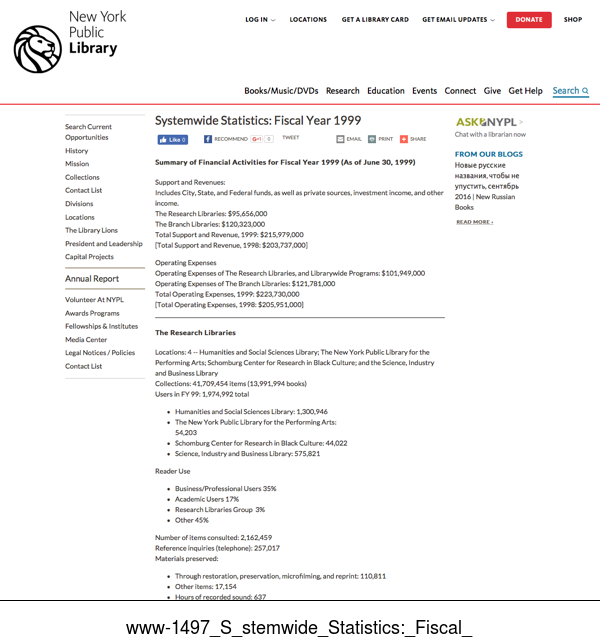 New York
Public
Library
LOG IN
LOCATIONS
GET A LIBRARY CARD
GET EMAIL UPDATES
DONATE
SHOP
Books/Music/DVDs Research Education Events Connect Give Get Help Search
Search Current
Opportunities
History
Mission
Collections
Contact List
Divisions
Locations
The Library Lions
President and Leadership
Capital Projects
Annual Report
Volunteer At NYPL
Awards Programs
Fellowships & Institutes
Media Center
Legal Notices / Policies
Contact List
Systemwide Statistics: Fiscal Year 1999
Like 0 RECOMMEND G+1 0 TWEET EMAIL PRINT SHARE
Summary of Financial Activities for Fiscal Year 1999 (As of June 30, 1999)
Support and Revenues:
Includes City, State, and Federal funds, as well as private sources, investment income, and other
income.
The Research Libraries: $95,656,000
The Branch Libraries: $120,323,000
Total Support and Revenue, 1999: $215,979,000
[Total Support and Revenue, 1998: $203,737,000]
Operating Expenses
Operating Expenses of The Research Libraries, and Librarywide Programs: $101,949,000
Operating Expenses of The Branch Libraries: $121,781,000
Total Operating Expenses, 1999: $223,730,000
[Total Operating Expenses, 1998: $205,951,000]
The Research Libraries
Locations: 4 -- Humanities and Social Sciences Library; The New York Public Library for the
Performing Arts; Schomburg Center for Research in Black Culture; and the Science, Industry
and Business Library
Collections: 41,709,454 items (13,991,994 books)
Users in FY 99: 1,974,992 total
• Humanities and Social Sciences Library: 1,300,946
• The New York Public Library for the Performing Arts:
54,203
• Schomburg Center for Research in Black Culture: 44,022
• Science, Industry and Business Library: 575,821
Reader Use
• Business/Professional Users 35%
• Academic Users 17%
• Research Libraries Group 3%
• Other 45%
Number of items consulted: 2,162,459
Reference inquiries (telephone): 257,017
Materials preserved:
• Through restoration, preservation, microfilming, and reprint: 110,811
• Other items: 17,154
• Hours of recorded sound: 637
ASK NYPL >
Chat with a librarian now
FROM OUR BLOGS
Новые русские
названия, чтобы не
упустить, сентябрь
2016 | New Russian
Books
READ MORE ›
www-1497_S_stemwide_Statistics:_Fiscal_